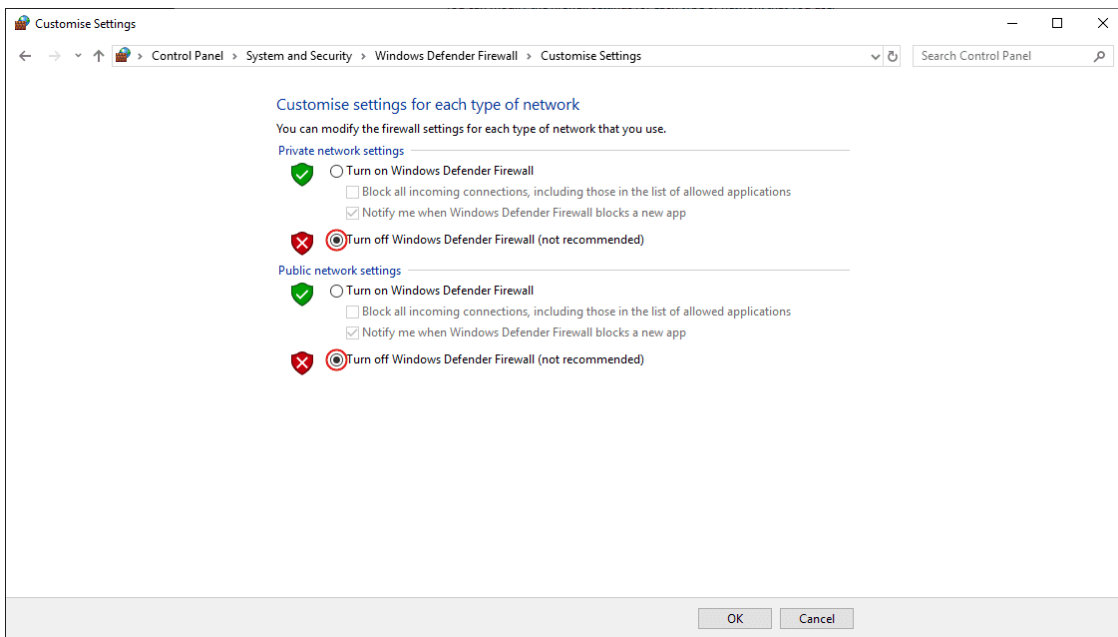 Customise Settings
Control Panel > System and Security > Windows Defender Firewall > Customise Settings
Search Control Panel
Customise settings for each type of network
You can modify the firewall settings for each type of network that you use.
Private network settings
Turn on Windows Defender Firewall
Block all incoming connections, including those in the list of allowed applications
Notify me when Windows Defender Firewall blocks a new app
Turn off Windows Defender Firewall (not recommended)
Public network settings
Turn on Windows Defender Firewall
Block all incoming connections, including those in the list of allowed applications
Notify me when Windows Defender Firewall blocks a new app
Turn off Windows Defender Firewall (not recommended)
OK Cancel